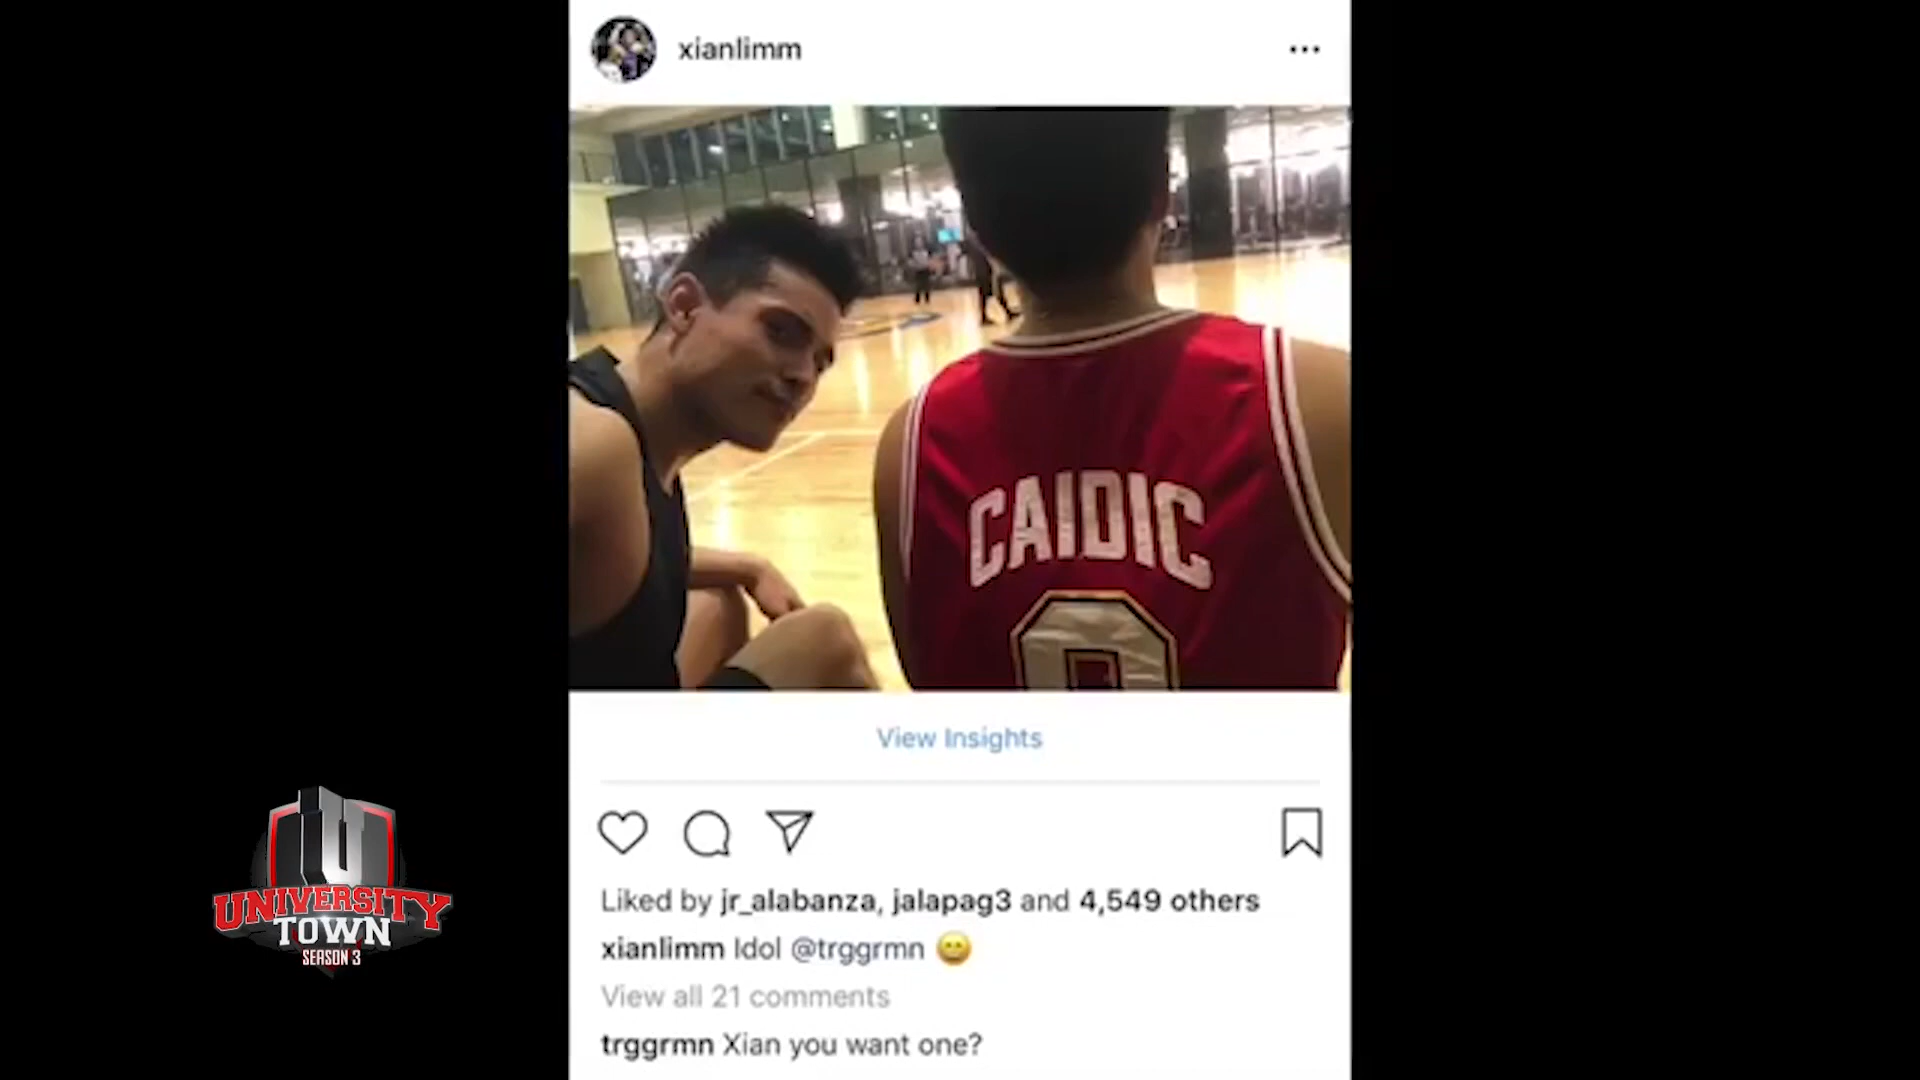 xianlimm
CAIDIC
View Insights
Liked by jr_alabanza, jalapag3 and 4,549 others
xianlimm Idol @trggrmn 😁
View all 21 comments
trggrmn Xian you want one?
U
UNIVERSITY
TOWN
SEASON 3